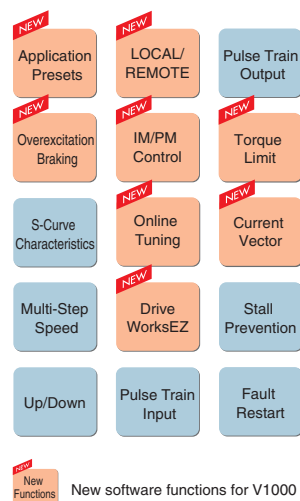 NEW
Application
Presets
NEW
LOCAL/
REMOTE
Pulse Train
Output
NEW
Overexcitation
Braking
NEW
IM/PM
Control
NEW
Torque
Limit
S-Curve
Characteristics
NEW
Online
Tuning
NEW
Current
Vector
Multi-Step
Speed
NEW
Drive
WorksEZ
Stall
Prevention
Up/Down
Pulse Train
Input
Fault
Restart
NEW
New
Functions
New software functions for V1000